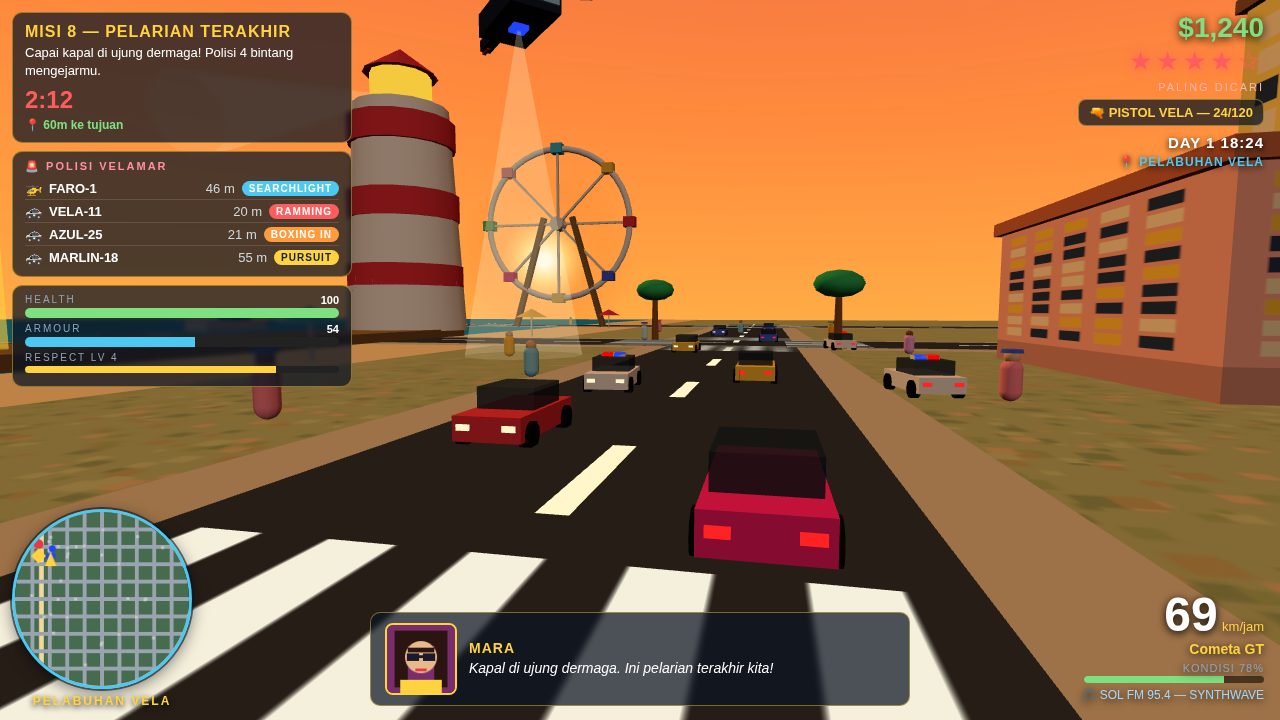 MISI 8 — PELARIAN TERAKHIR
Capai kapal di ujung dermaga! Polisi 4 bintang
mengejarmu.
2:12
60m ke tujuan
POLISI VELAMAR
FARO-1 46 m SEARCHLIGHT
VELA-11 20 m RAMMING
AZUL-25 21 m BOXING IN
MARLIN-18 55 m PURSUIT
HEALTH 100
ARMOUR 54
RESPECT LV 4
$1,240
PALING DICARI
PISTOL VELA — 24/120
DAY 1 18:24
PELABUHAN VELA
PELABUHAN VELA
MARA
Kapal di ujung dermaga. Ini pelarian terakhir kita!
69 km/jam
Cometa GT
KONDISI 78%
SOL FM 95.4 — SYNTHWAVE